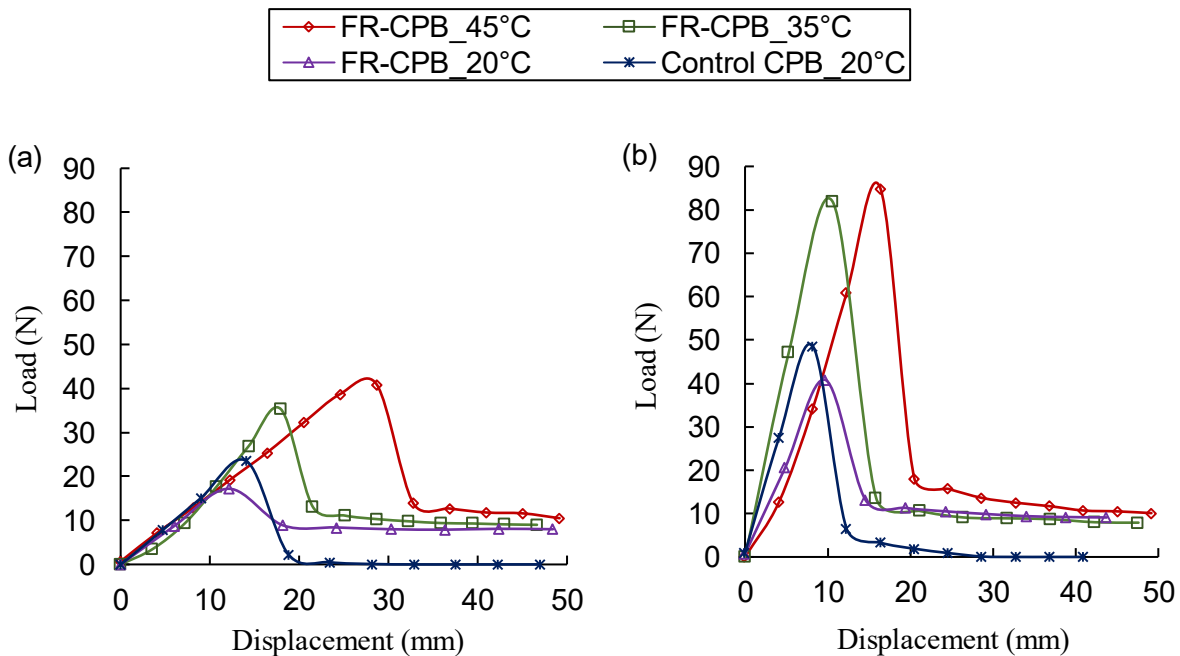 FR-CPB_45°C FR-CPB_35°C
FR-CPB_20°C Control CPB_20°C
(a)
90
80
70
60
50
40
30
20
10
0
Load (N)
0 10 20 30 40 50
Displacement (mm)
(b)
90
80
70
60
50
40
30
20
10
0
Load (N)
0 10 20 30 40 50
Displacement (mm)